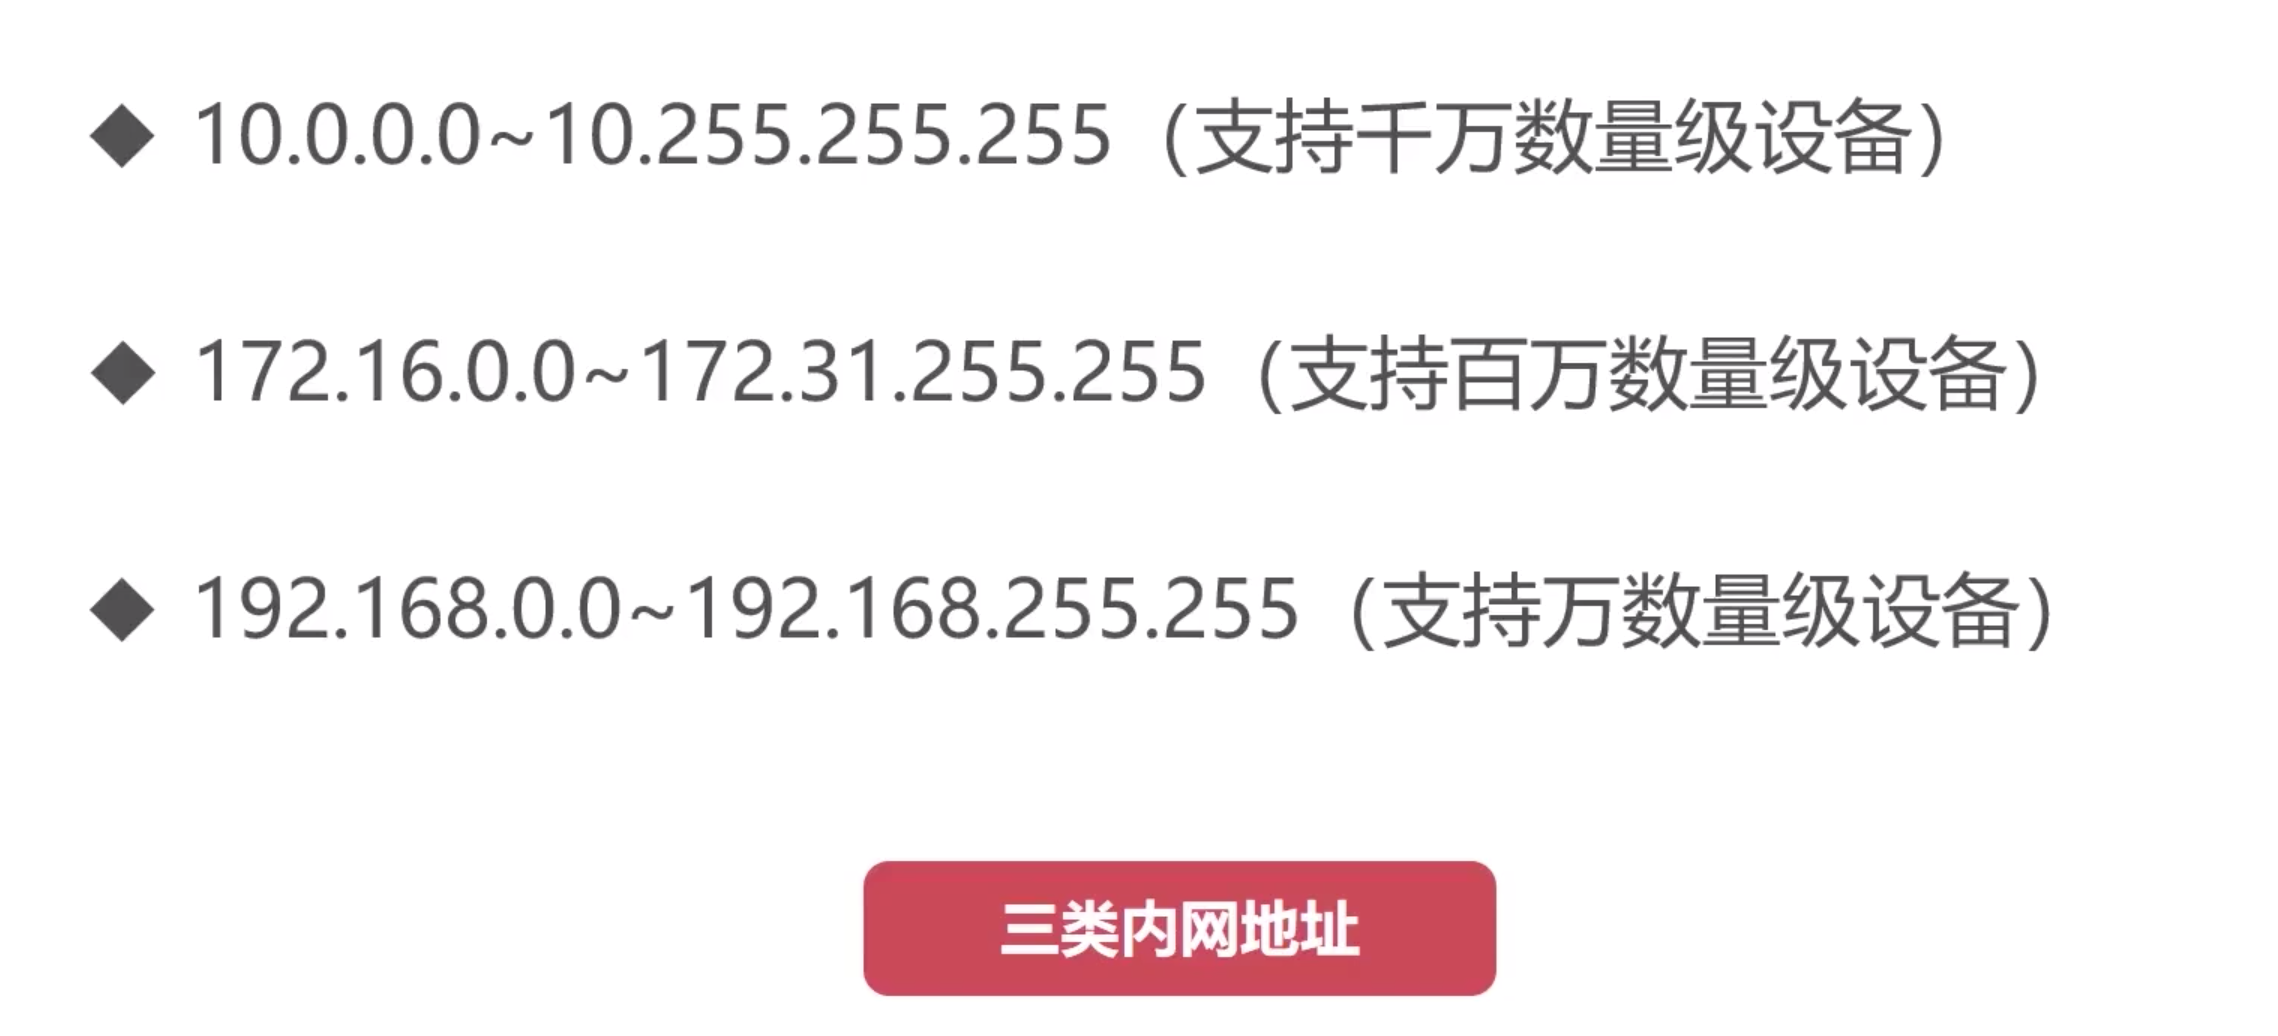 ◆ 10.0.0.0~10.255.255.255（支持千万数量级设备）
◆ 172.16.0.0~172.31.255.255（支持百万数量级设备）
◆ 192.168.0.0~192.168.255.255（支持万数量级设备）
三类内网地址